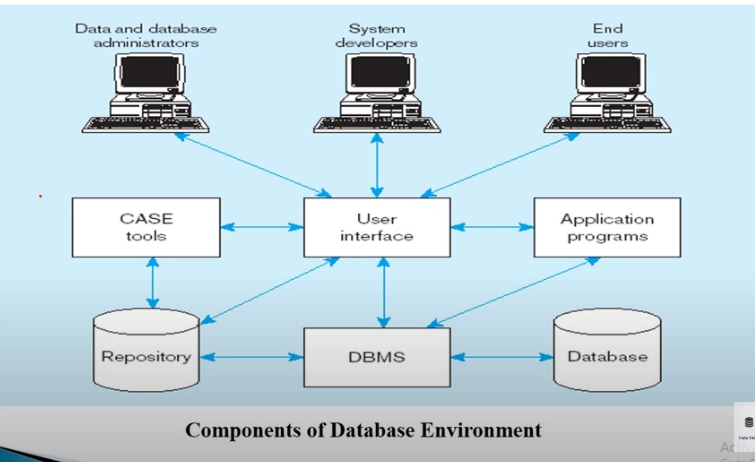 Data and database
administrators
System
developers
End
users
CASE
tools
User
interface
Application
programs
Repository
DBMS
Database
Components of Database Environment